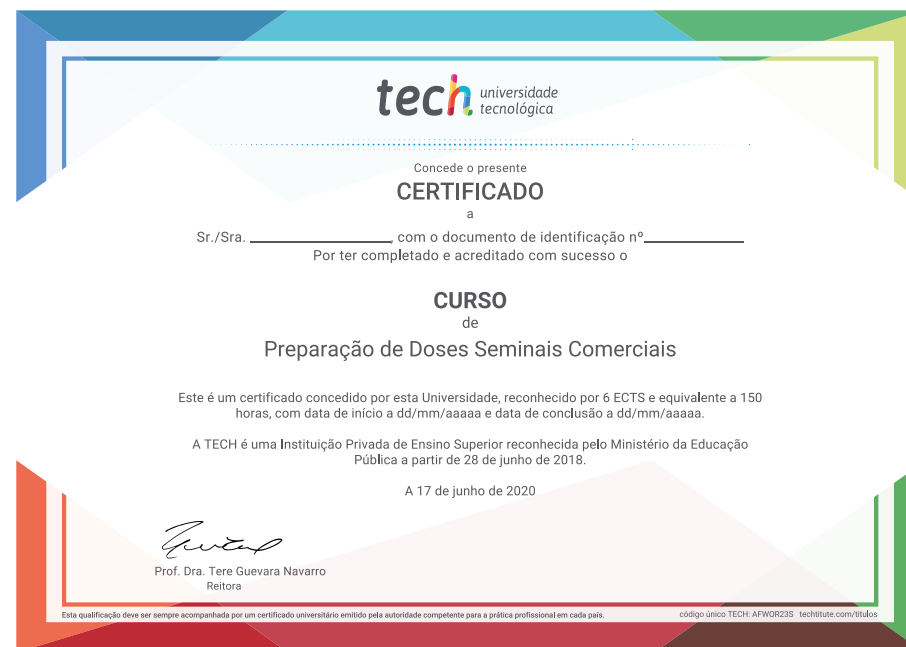 tech universidade
tecnológica
Concede o presente
CERTIFICADO
a
Sr./Sra. ________________, com o documento de identificação nº____________
Por ter completado e acreditado com sucesso o
CURSO
de
Preparação de Doses Seminais Comerciais
Este é um certificado concedido por esta Universidade, reconhecido por 6 ECTS e equivalente a 150
horas, com data de início a dd/mm/aaaaa e data de conclusão a dd/mm/aaaaa.
A TECH é uma Instituição Privada de Ensino Superior reconhecida pelo Ministério da Educação
Pública a partir de 28 de junho de 2018.
A 17 de junho de 2020
Prof. Dra. Tere Guevara Navarro
Reitora
Esta qualificação deve ser sempre acompanhada por um certificado universitário emitido pela autoridade competente para a prática profissional em cada país.
código único TECH: AFWOR23S techtitute.com/titulos